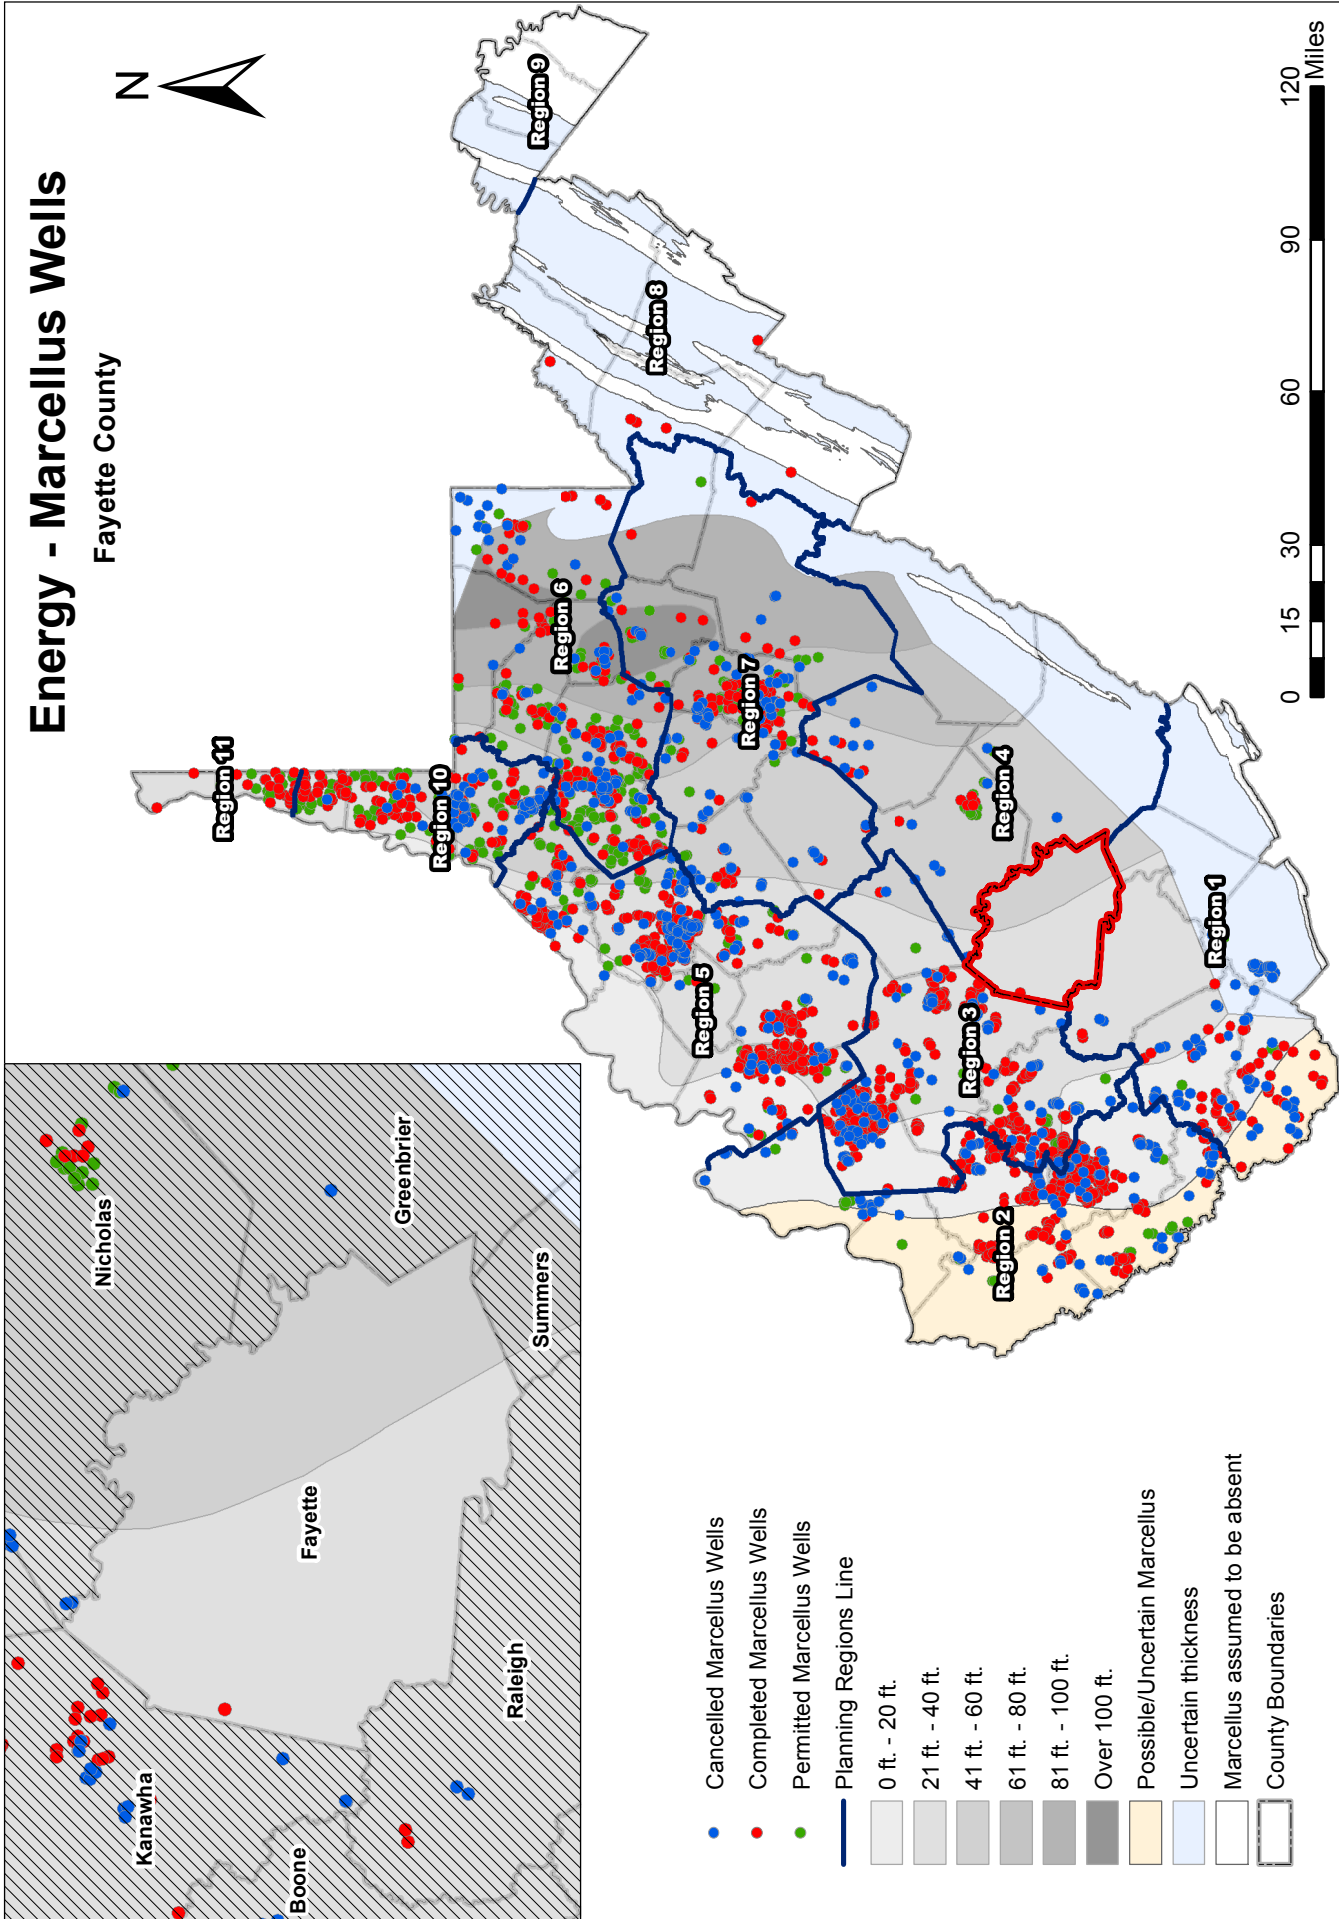 Energy - Marcellus Wells
Fayette County
N
Nicholas
Kanawha
Fayette
Greenbrier
Boone
Raleigh
Summers
Region 11
Region 10
Region 9
Region 6
Region 8
Region 5
Region 7
Region 3
Region 4
Region 2
Region 1
Cancelled Marcellus Wells
Completed Marcellus Wells
Permitted Marcellus Wells
Planning Regions Line
0 ft. - 20 ft.
21 ft. - 40 ft.
41 ft. - 60 ft.
61 ft. - 80 ft.
81 ft. - 100 ft.
Over 100 ft.
Possible/Uncertain Marcellus
Uncertain thickness
Marcellus assumed to be absent
County Boundaries
0 15 30 60 90 120
Miles